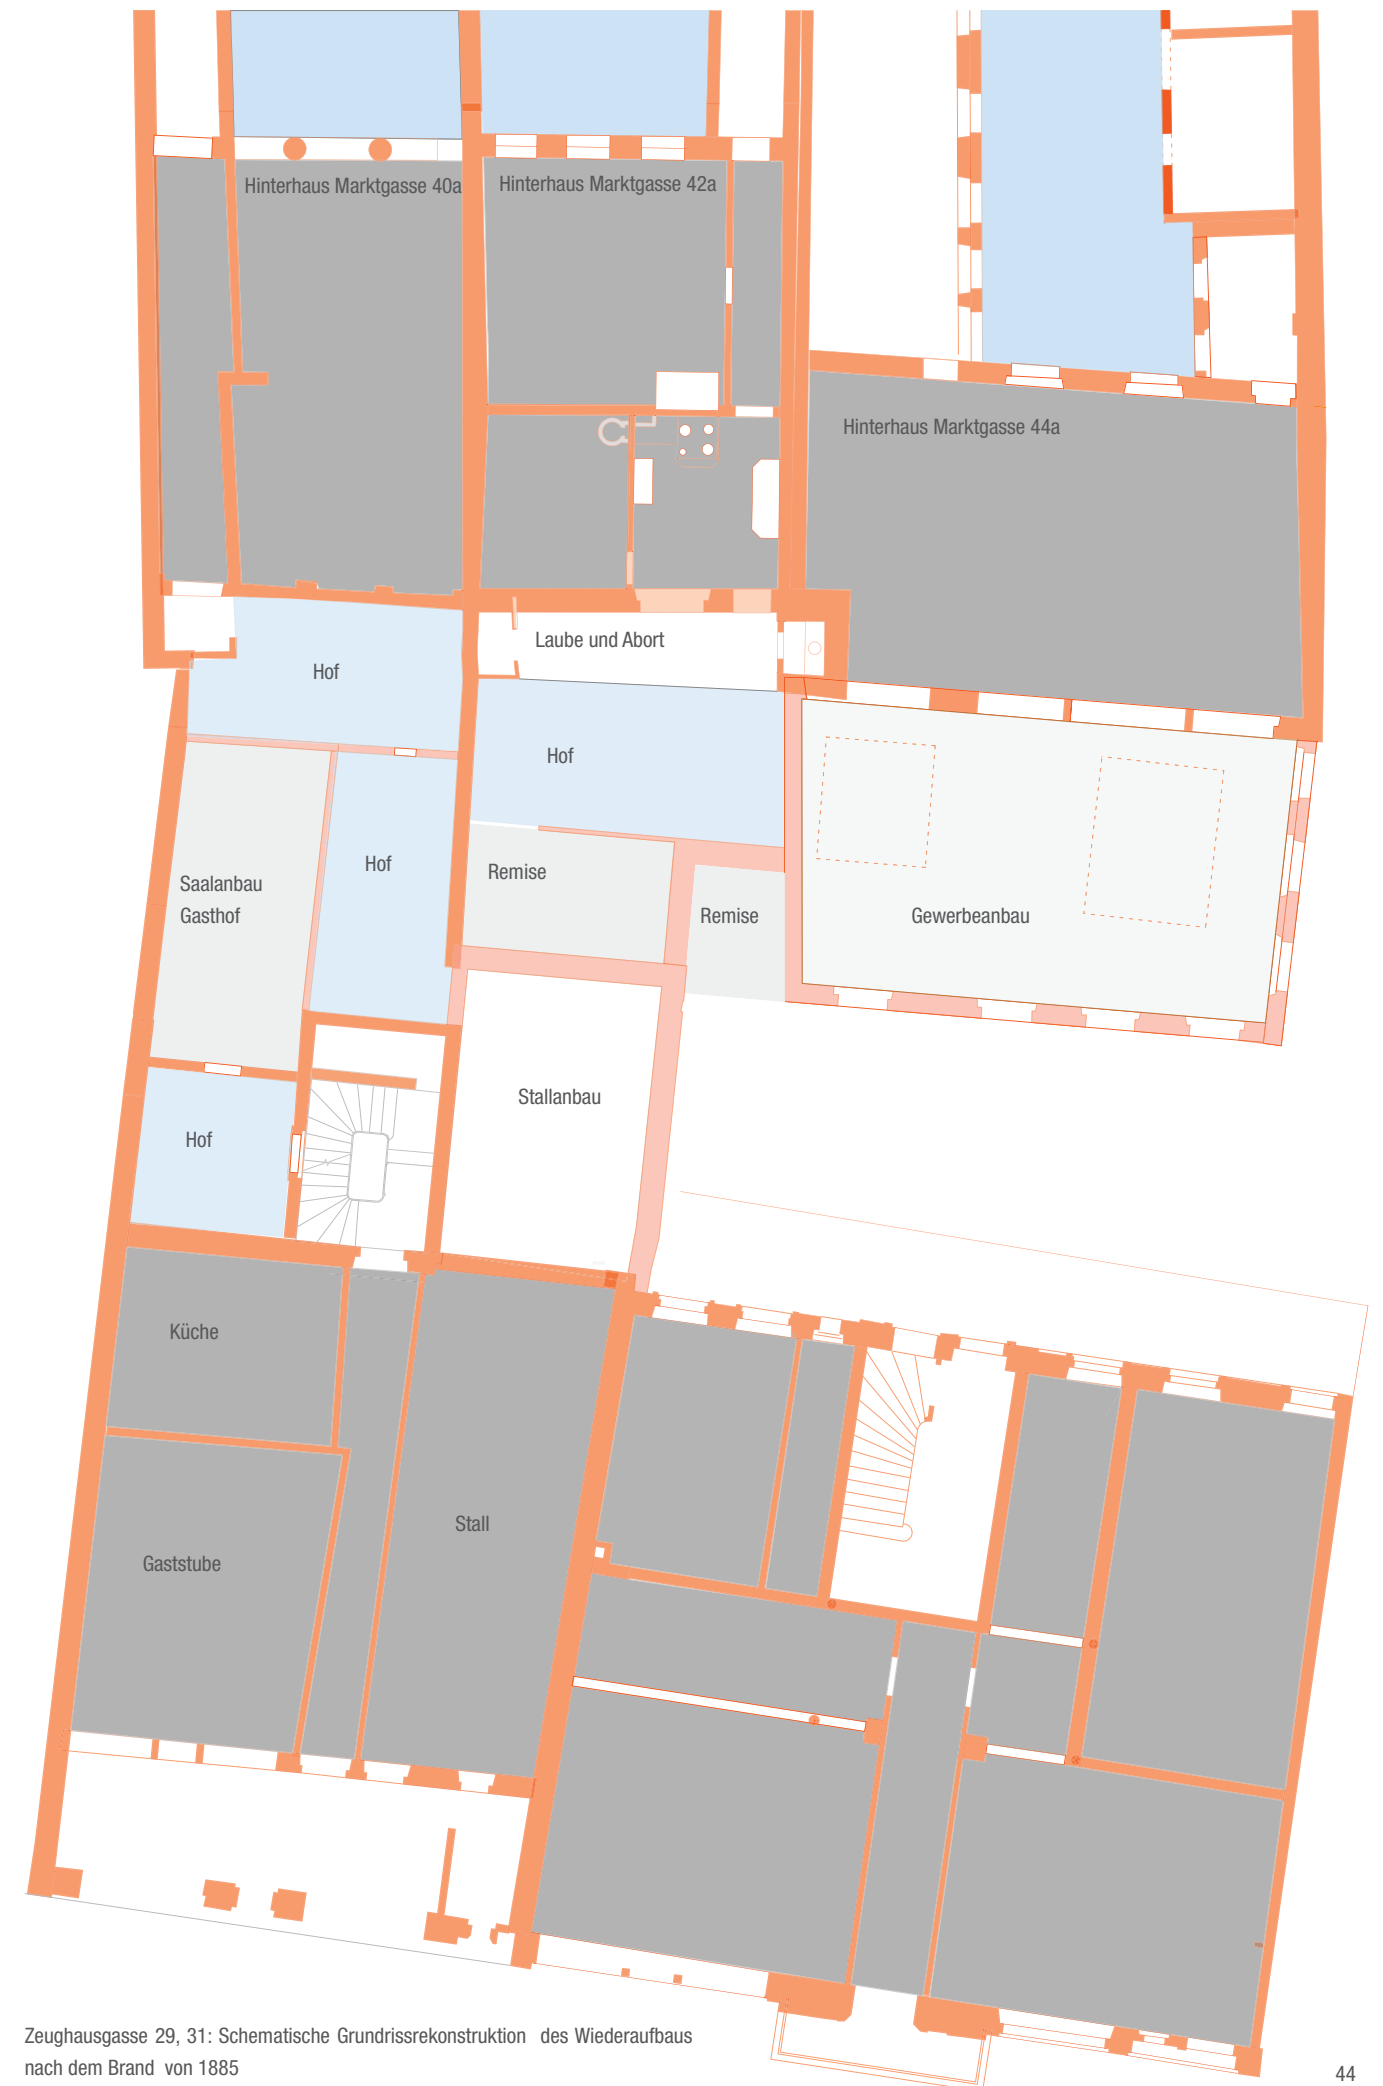 Hinterhaus Marktgasse 40a
Hinterhaus Marktgasse 42a
Hinterhaus Marktgasse 44a
Laube und Abort
Hof
Hof
Hof
Saalanbau
Gasthof
Remise
Remise
Gewerbeanbau
Stallanbau
Hof
Küche
Stall
Gaststube
Zeughausgasse 29, 31: Schematische Grundrissrekonstruktion des Wiederaufbaus
nach dem Brand von 1885
44